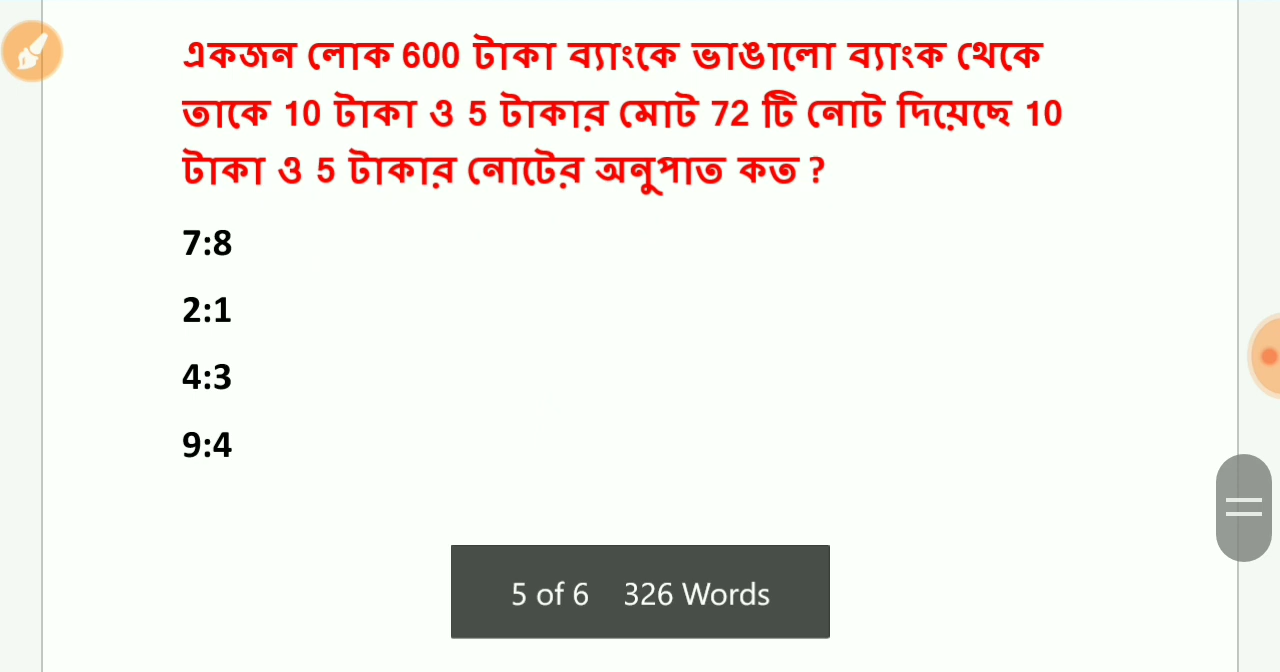 একজন লোক 600 টাকা ব্যাংকে ভাঙালো ব্যাংক থেকে
তাকে 10 টাকা ও 5 টাকার মোট 72 টি নোট দিয়েছে 10
টাকা ও 5 টাকার নোটের অনুপাত কত ?
7:8
2:1
4:3
9:4
5 of 6 326 Words